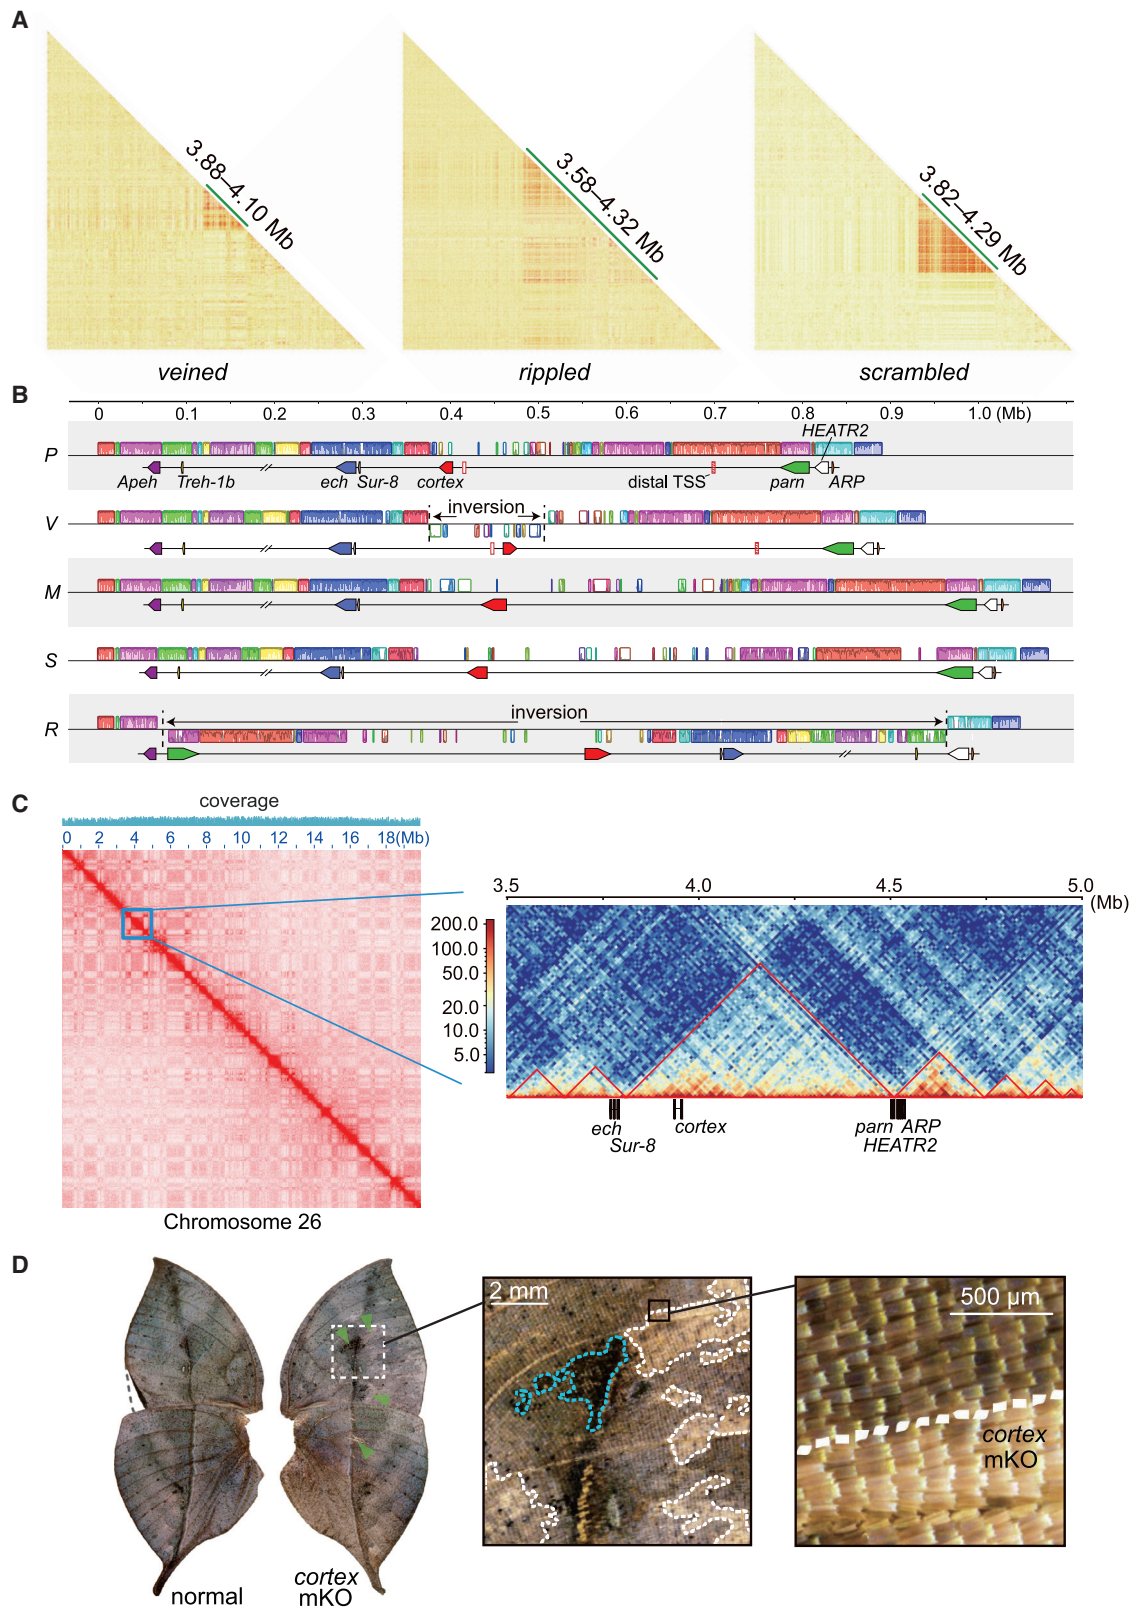 A
3.88–4.10 Mb
3.58–4.32 Mb
3.82–4.29 Mb
veined
rippled
scrambled
B
0 0.1 0.2 0.3 0.4 0.5 0.6 0.7 0.8 0.9 1.0 (Mb)
HEATR2
P
Apeh Treh-1b ech Sur-8 cortex distal TSS parn ARP
inversion
V
M
S
inversion
R
C
coverage
0 2 4 6 8 10 12 14 16 18(Mb)
3.5 4.0 4.5 5.0
(Mb)
200.0
100.0
50.0
20.0
10.0
5.0
ech cortex parn ARP
Sur-8 HEATR2
Chromosome 26
D
2 mm
500 µm
cortex
mKO
normal
cortex
mKO